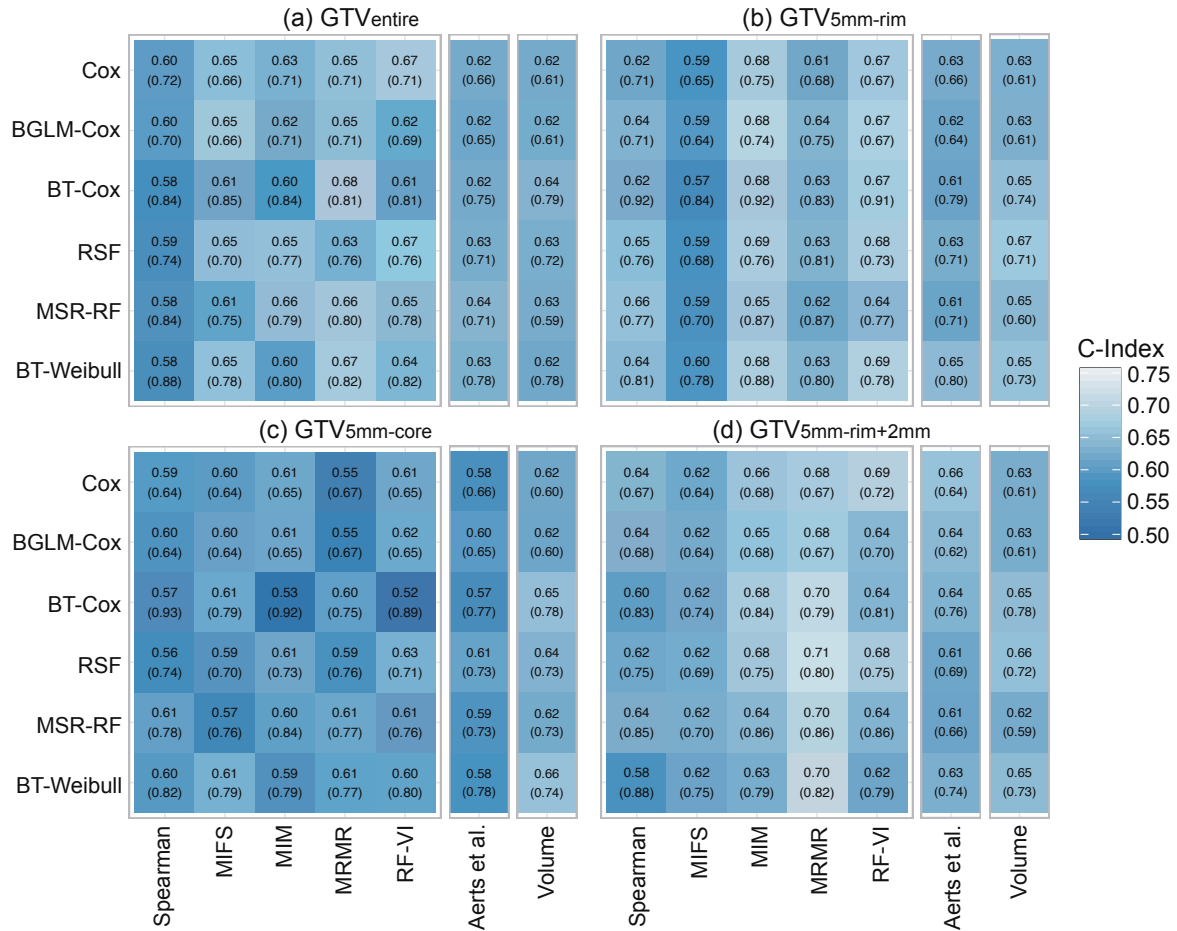 (a) GTVentire
(b) GTV5mm-rim
Cox
0.60 0.65 0.63 0.65 0.67 0.62 0.62 0.62 0.59 0.68 0.61 0.67 0.63 0.63
(0.72) (0.66) (0.71) (0.71) (0.71) (0.66) (0.61) (0.71) (0.65) (0.75) (0.68) (0.67) (0.66) (0.61)
BGLM-Cox
0.60 0.65 0.62 0.65 0.62 0.62 0.62 0.64 0.59 0.68 0.64 0.67 0.62 0.63
(0.70) (0.66) (0.71) (0.71) (0.69) (0.65) (0.61) (0.71) (0.64) (0.74) (0.75) (0.67) (0.64) (0.61)
BT-Cox
0.58 0.61 0.60 0.68 0.61 0.62 0.64 0.62 0.57 0.68 0.63 0.67 0.61 0.65
(0.84) (0.85) (0.84) (0.81) (0.81) (0.75) (0.79) (0.92) (0.84) (0.92) (0.83) (0.91) (0.79) (0.74)
RSF
0.59 0.65 0.65 0.63 0.67 0.63 0.63 0.65 0.59 0.69 0.63 0.68 0.63 0.67
(0.74) (0.70) (0.77) (0.76) (0.76) (0.71) (0.72) (0.76) (0.68) (0.76) (0.81) (0.73) (0.71) (0.71)
MSR-RF
0.58 0.61 0.66 0.66 0.65 0.64 0.63 0.66 0.59 0.65 0.62 0.64 0.61 0.65
(0.84) (0.75) (0.79) (0.80) (0.78) (0.71) (0.59) (0.77) (0.70) (0.87) (0.87) (0.77) (0.71) (0.60)
BT-Weibull
0.58 0.65 0.60 0.67 0.64 0.63 0.62 0.64 0.60 0.68 0.63 0.69 0.65 0.65
(0.88) (0.78) (0.80) (0.82) (0.82) (0.78) (0.78) (0.81) (0.78) (0.88) (0.80) (0.78) (0.80) (0.73)
C-Index
0.75
0.70
0.65
0.60
0.55
0.50
(c) GTV5mm-core
(d) GTV5mm-rim+2mm
Cox
0.59 0.60 0.61 0.55 0.61 0.58 0.62 0.64 0.62 0.66 0.68 0.69 0.66 0.63
(0.64) (0.64) (0.65) (0.67) (0.65) (0.66) (0.60) (0.67) (0.64) (0.68) (0.67) (0.72) (0.64) (0.61)
BGLM-Cox
0.60 0.60 0.61 0.55 0.62 0.60 0.62 0.64 0.62 0.65 0.68 0.64 0.64 0.63
(0.64) (0.64) (0.65) (0.67) (0.65) (0.65) (0.60) (0.68) (0.64) (0.68) (0.67) (0.70) (0.62) (0.61)
BT-Cox
0.57 0.61 0.53 0.60 0.52 0.57 0.65 0.60 0.62 0.68 0.70 0.64 0.64 0.65
(0.93) (0.79) (0.92) (0.75) (0.89) (0.77) (0.78) (0.83) (0.74) (0.84) (0.79) (0.81) (0.76) (0.78)
RSF
0.56 0.59 0.61 0.59 0.63 0.61 0.64 0.62 0.62 0.68 0.71 0.68 0.61 0.66
(0.74) (0.70) (0.73) (0.76) (0.71) (0.73) (0.73) (0.75) (0.69) (0.75) (0.80) (0.75) (0.69) (0.72)
MSR-RF
0.61 0.57 0.60 0.61 0.61 0.59 0.62 0.64 0.62 0.64 0.70 0.64 0.61 0.62
(0.78) (0.76) (0.84) (0.77) (0.76) (0.73) (0.73) (0.85) (0.70) (0.86) (0.86) (0.86) (0.66) (0.59)
BT-Weibull
0.60 0.61 0.59 0.61 0.60 0.58 0.66 0.58 0.62 0.63 0.70 0.62 0.63 0.65
(0.82) (0.79) (0.79) (0.77) (0.80) (0.78) (0.74) (0.88) (0.75) (0.79) (0.82) (0.79) (0.74) (0.73)
Spearman
MIFS
MIM
MRMR
RF-VI
Aerts et al.
Volume
Spearman
MIFS
MIM
MRMR
RF-VI
Aerts et al.
Volume